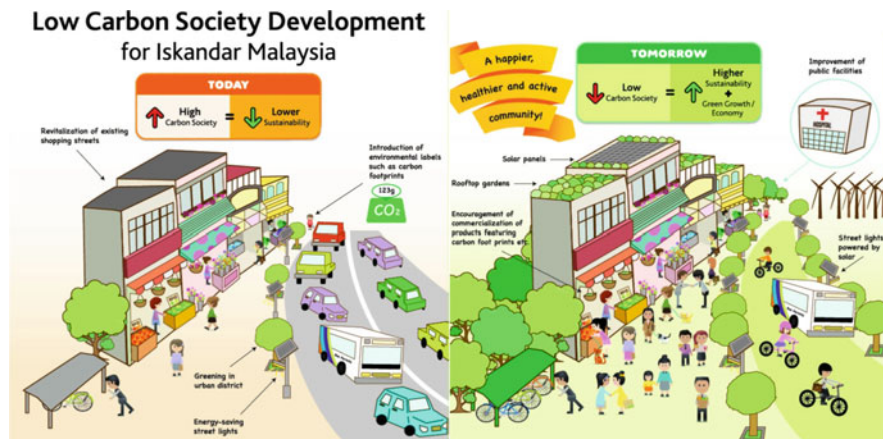 Low Carbon Society Development
for Iskandar Malaysia
TODAY
High
Carbon Society
=
Lower
Sustainability
Revitalization of existing
shopping streets
Introduction of
environmental labels
such as carbon
footprints
123g
CO2
Greening in
urban district
Energy-saving
street lights
A happier,
healthier and active
community!
TOMORROW
Low
Carbon Society
=
Higher
Sustainability
+
Green Growth /
Economy
Improvement of
public facilities
HOSPITAL
Solar panels
Rooftop gardens
Encouragement of
commercialization of
products featuring
carbon foot prints etc.
Street lights
powered by
solar